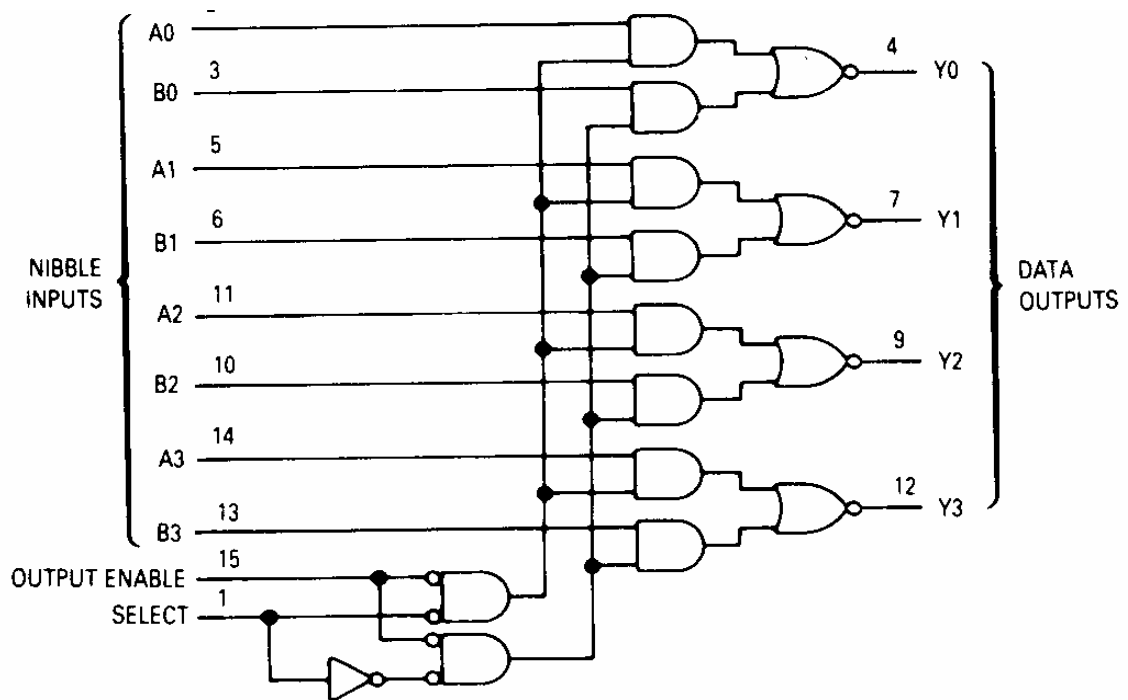 A0
3
B0
5
A1
6
B1
NIBBLE
INPUTS
11
A2
10
B2
14
A3
13
B3
15
OUTPUT ENABLE
1
SELECT
4
Y0
7
Y1
9
Y2
12
Y3
DATA
OUTPUTS